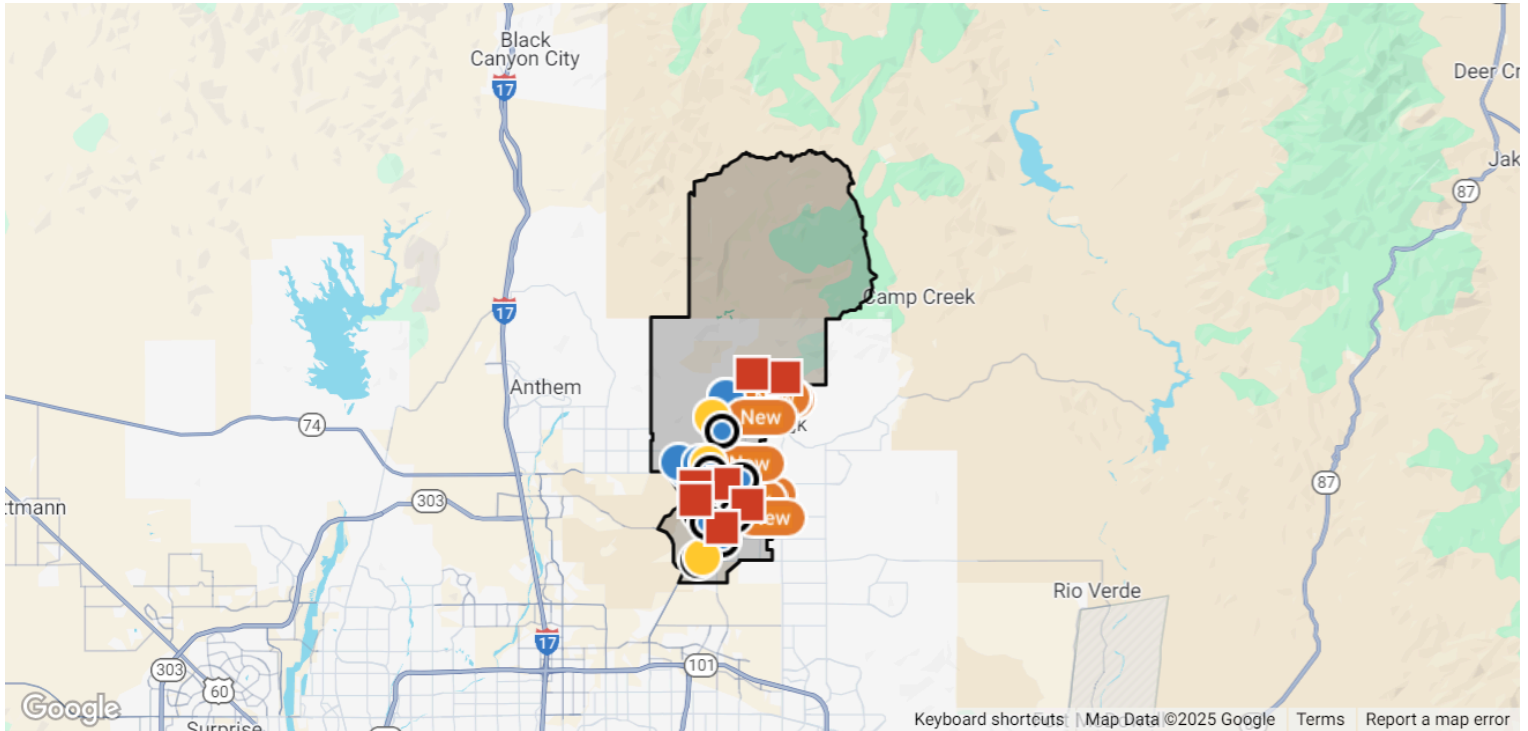 Black
Canyon City
17
Deer Cr
Jak
87
17
Camp Creek
Anthem
New
74
k
New
303
87
ttmann
New
Rio Verde
17
303
101
60
Google
Surprise
Keyboard shortcuts
Map Data ©2025 Google
Terms
Report a map error